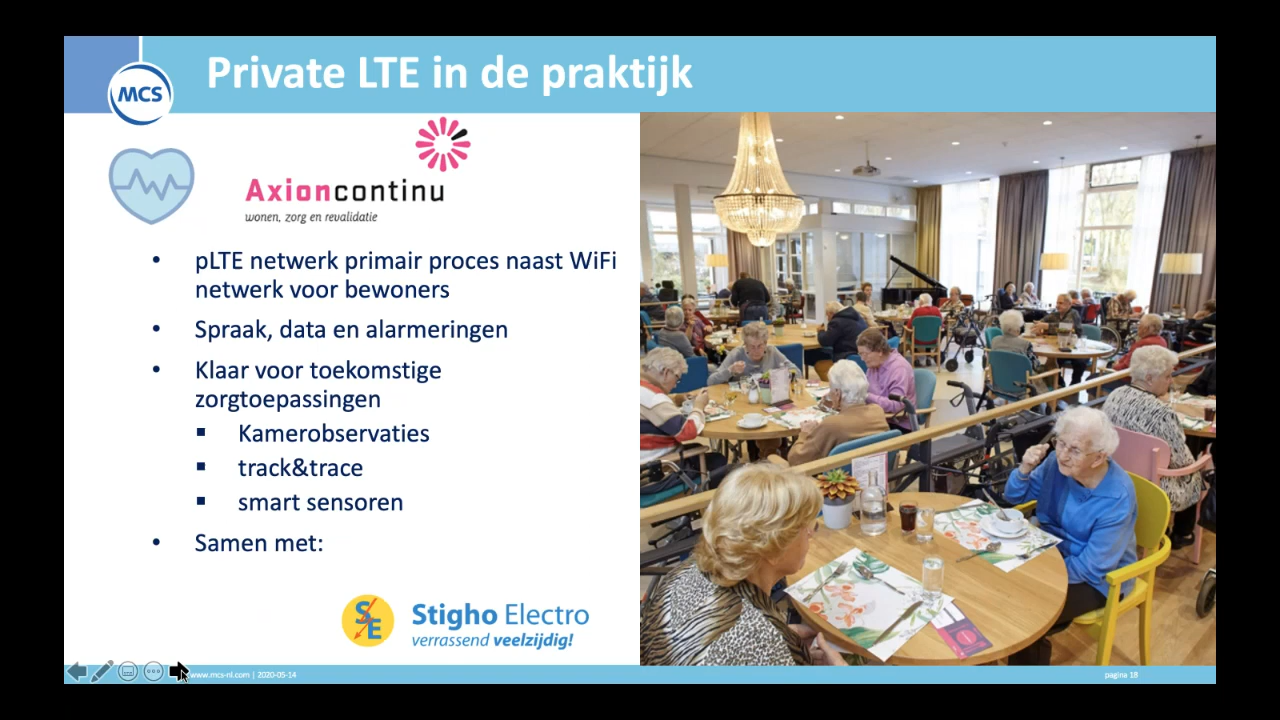 Private LTE in de praktijk
MCS
Axioncontinu
wonen, zorg en revalidatie
• pLTE netwerk primair proces naast WiFi
netwerk voor bewoners
• Spraak, data en alarmeringen
• Klaar voor toekomstige
zorgtoepassingen
▪ Kamerobservaties
▪ track&trace
▪ smart sensoren
• Samen met:
SE
Stigho Electro
verrassend veelzijdig!
www.mcs-nl.com | 2020-05-14
pagina 18